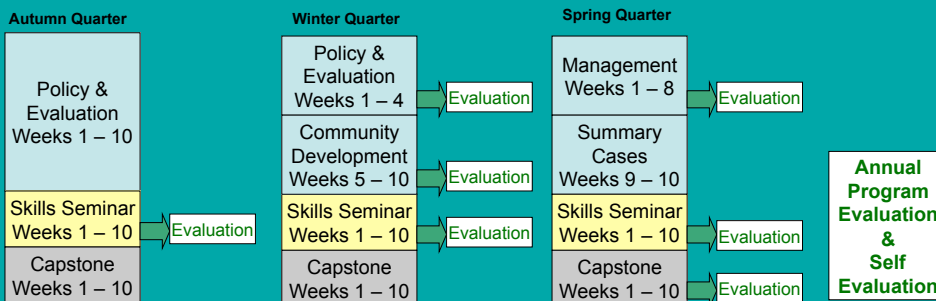 Autumn Quarter
Policy &
Evaluation
Weeks 1 – 10
Skills Seminar
Weeks 1 – 10
Evaluation
Capstone
Weeks 1 – 10
Winter Quarter
Policy &
Evaluation
Weeks 1 – 4
Evaluation
Community
Development
Weeks 5 – 10
Evaluation
Skills Seminar
Weeks 1 – 10
Evaluation
Capstone
Weeks 1 – 10
Spring Quarter
Management
Weeks 1 – 8
Evaluation
Summary
Cases
Weeks 9 – 10
Skills Seminar
Weeks 1 – 10
Evaluation
Capstone
Weeks 1 – 10
Evaluation
Annual
Program
Evaluation
&
Self
Evaluation